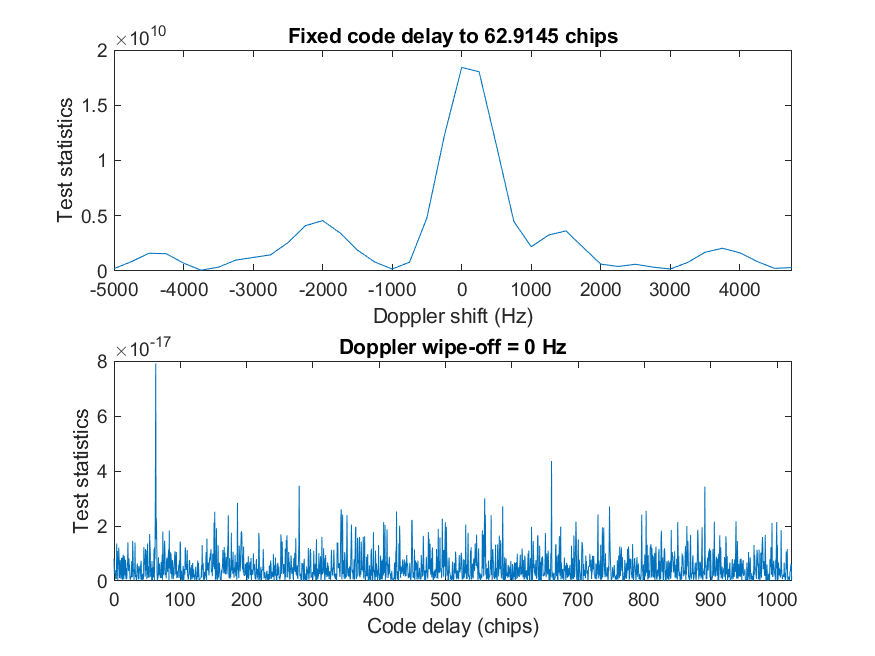 ×10^10
Fixed code delay to 62.9145 chips
2
1.5
1
0.5
0
Test statistics
-5000 -4000 -3000 -2000 -1000 0 1000 2000 3000 4000
Doppler shift (Hz)
×10^-17
Doppler wipe-off = 0 Hz
8
6
4
2
0
Test statistics
0 100 200 300 400 500 600 700 800 900 1000
Code delay (chips)